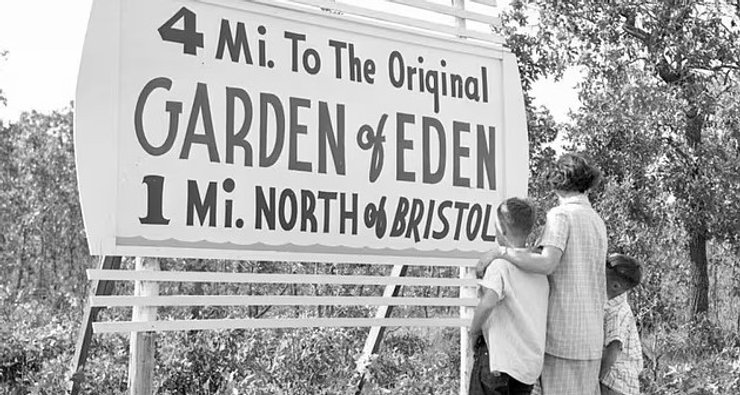 4 Mi. To The Original
GARDEN of EDEN
1 Mi. NORTH of BRISTOL